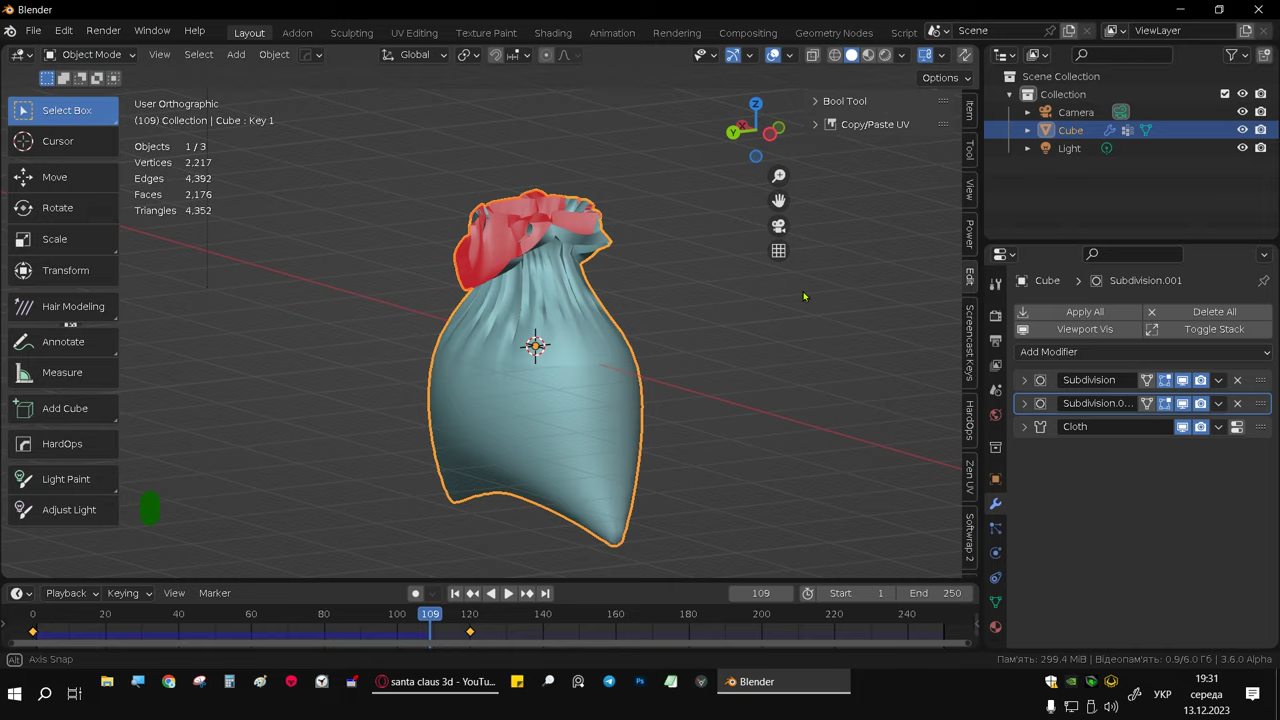 Blender
File Edit Render Window Help Layout Addon Sculpting UV Editing Texture Paint Shading Animation Rendering Compositing Geometry Nodes Script Scene ViewLayer
Object Mode View Select Add Object Global
Options
Select Box
Cursor
Move
Rotate
Scale
Transform
Hair Modeling
Annotate
Measure
Add Cube
HardOps
Light Paint
Adjust Light
User Orthographic
(109) Collection | Cube : Key 1
Objects 1 / 3
Vertices 2,217
Edges 4,392
Faces 2,176
Triangles 4,352
Z
Y
Bool Tool
Copy/Paste UV
Item
Tool
View
Power
Edit
Screencast Keys
HardOps
Zen UV
Softwrap 2
Scene Collection
Collection
Camera
Cube
Light
Cube Subdivision.001
Apply All Delete All
Viewport Vis Toggle Stack
Add Modifier
Subdivision
Subdivision.0...
Cloth
Playback Keying View Marker 109 Start 1 End 250
0 20 40 60 80 100 109 120 140 160 180 200 220 240
Alt Axis Snap Пам'ять: 299.4 MiB | Відеопам'ять: 0.9/6.0 Гб | 3.6.0 Alpha
santa claus 3d - YouTu... Blender
Ps
19:31
УКР середа
13.12.2023